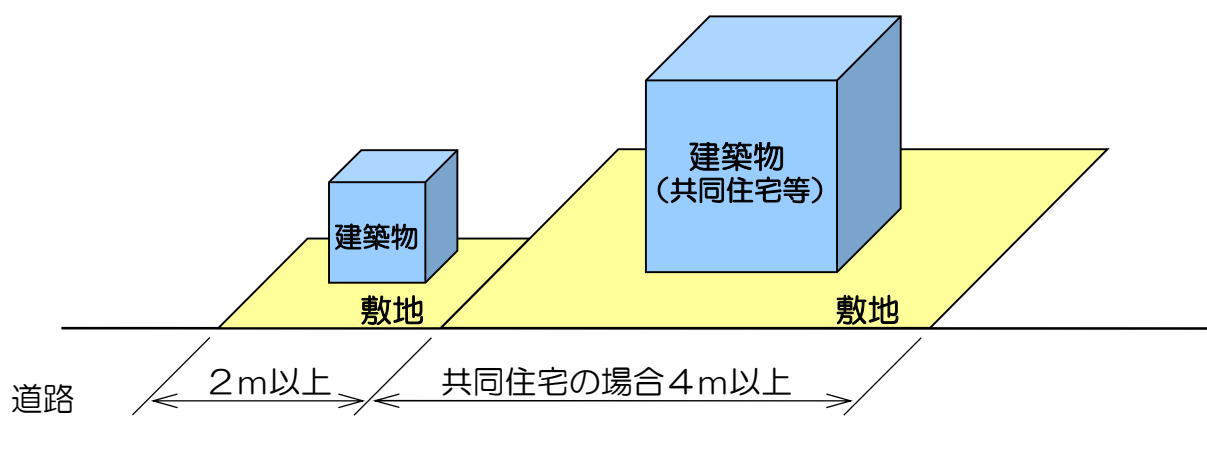 建築物
（共同住宅等）
建築物
敷地
敷地
２ｍ以上
共同住宅の場合４ｍ以上
道路